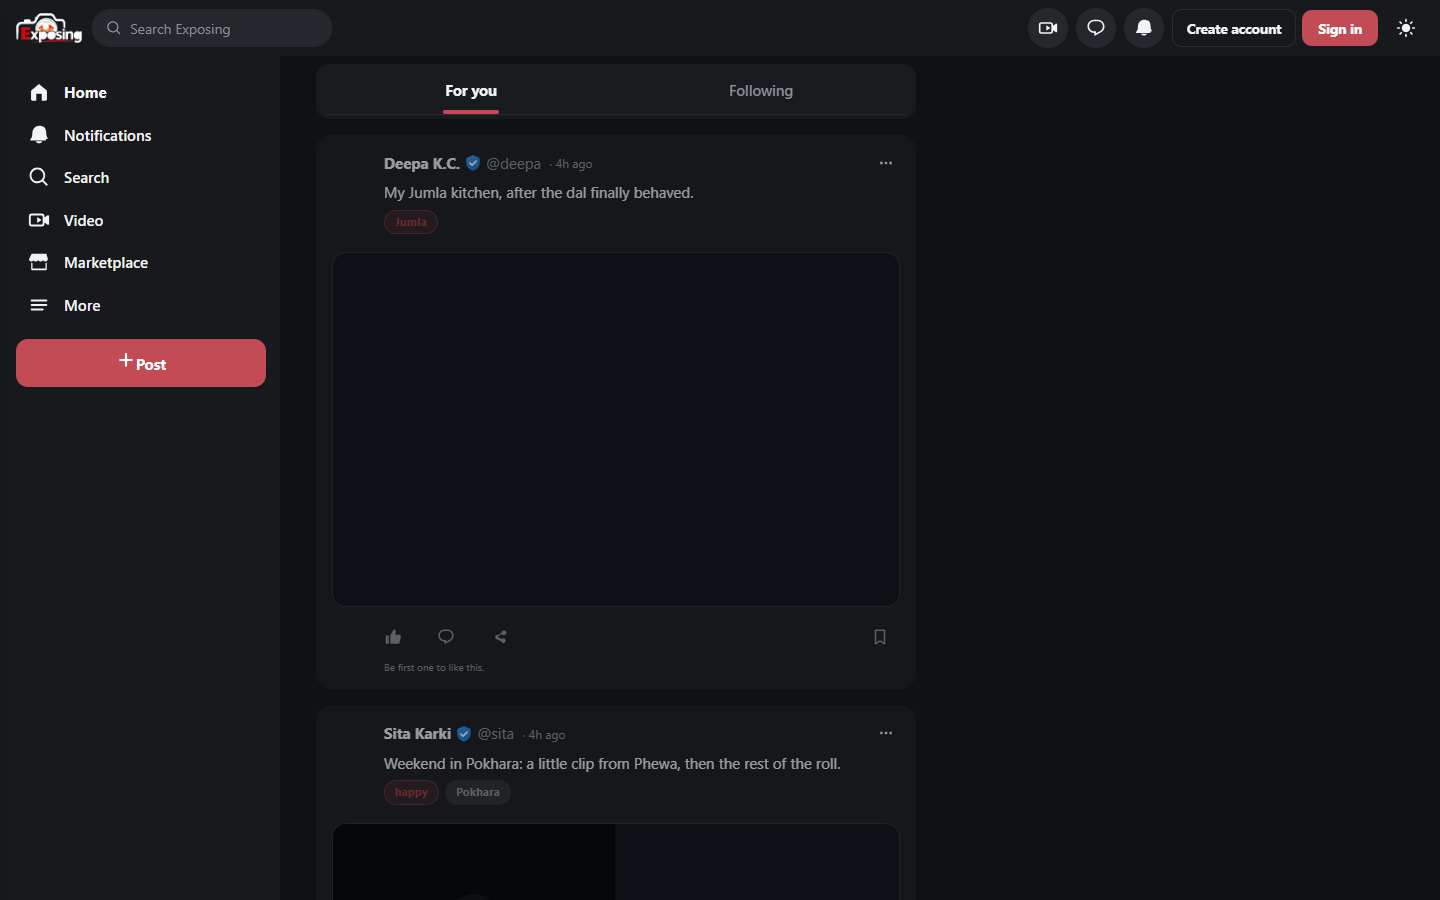 Exposing
Search Exposing
Create account
Sign in
Home
Notifications
Search
Video
Marketplace
More
Post
For you
Following
Deepa K.C. @deepa · 4h ago
My Jumla kitchen, after the dal finally behaved.
Jumla
Be first one to like this.
Sita Karki @sita · 4h ago
Weekend in Pokhara: a little clip from Phewa, then the rest of the roll.
happy Pokhara